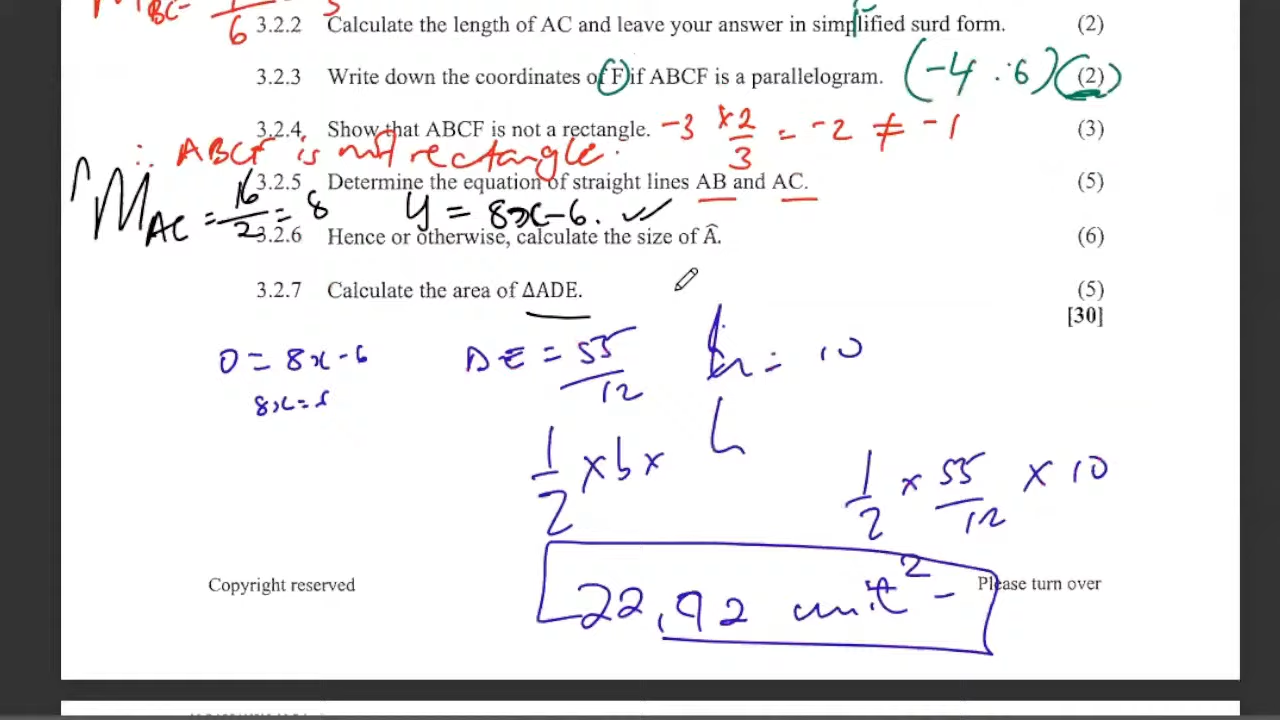 M BC = 6
3.2.2 Calculate the length of AC and leave your answer in simplified surd form. (2)
3.2.3 Write down the coordinates of F if ABCF is a parallelogram. (-4 ; 6) (2)
3.2.4 Show that ABCF is not a rectangle. -3 × 2/3 = -2 ≠ -1 (3)
∴ ABCF is not rectangle.
3.2.5 Determine the equation of straight lines AB and AC. (5)
M AC = 16/2 = 8 y = 8x-6. ✓✓
3.2.6 Hence or otherwise, calculate the size of Â. (6)
3.2.7 Calculate the area of ΔADE. (5)
[30]
0 = 8x - 6 DE = 55/12 h = 10
8x =
1/2 × b × h 1/2 × 55/12 × 10
22,92 unit² -
Copyright reserved Please turn over